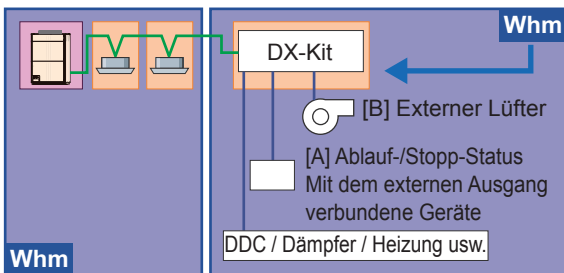 Whm
DX-Kit
[B] Externer Lüfter
[A] Ablauf-/Stopp-Status
Mit dem externen Ausgang
verbundene Geräte
DDC / Dämpfer / Heizung usw.
Whm